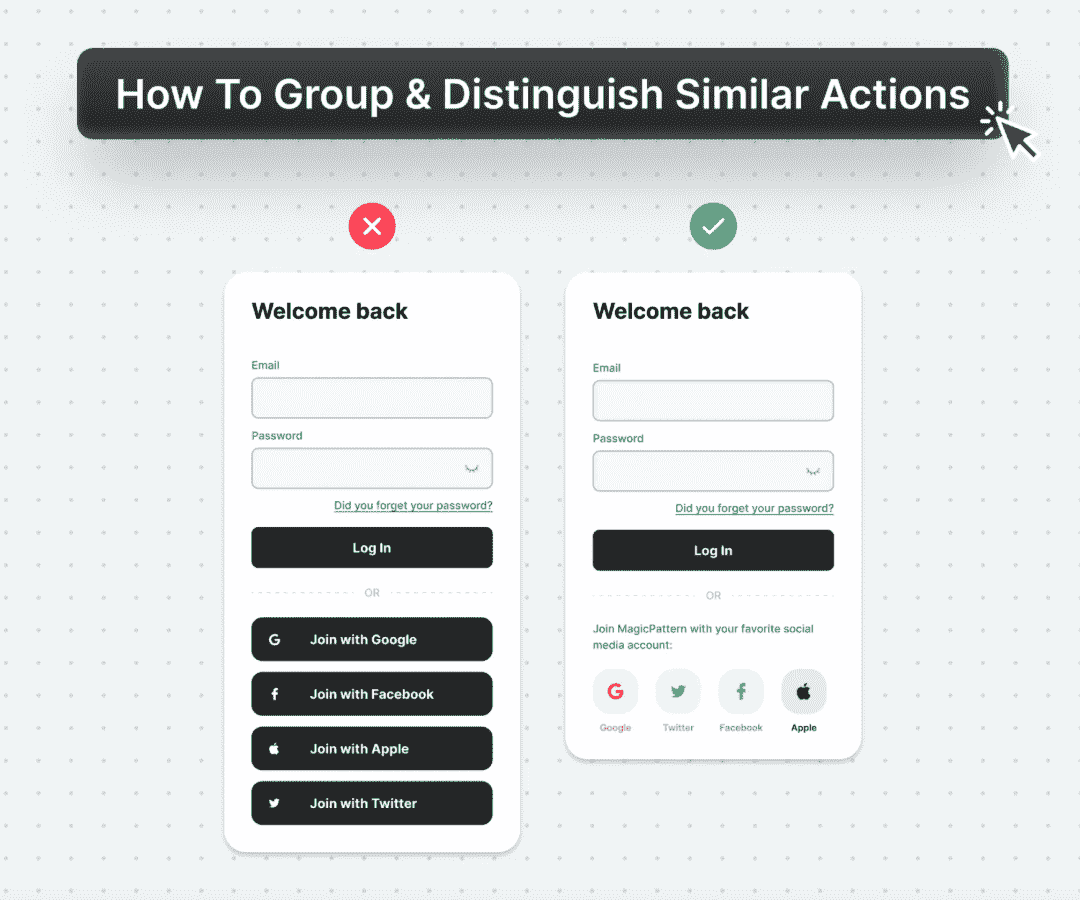 How To Group & Distinguish Similar Actions
Welcome back
Email
Password
Did you forget your password?
Log In
OR
Join with Google
Join with Facebook
Join with Apple
Join with Twitter
Welcome back
Email
Password
Did you forget your password?
Log In
OR
Join MagicPattern with your favorite social
media account:
Google Twitter Facebook Apple